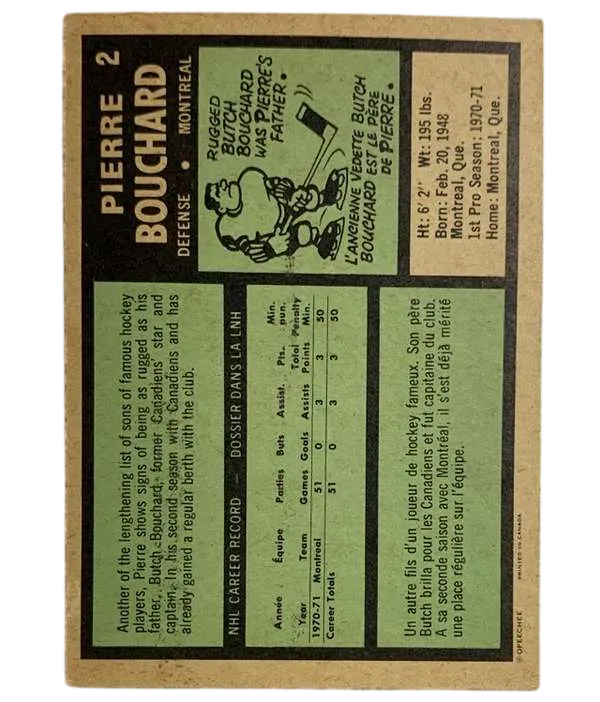 PIERRE 2
BOUCHARD
DEFENSE • MONTREAL
RUGGED
BUTCH
BOUCHARD
WAS PIERRE'S
FATHER.
L'ANCIENNE VEDETTE BUTCH
BOUCHARD EST LE PÈRE
DE PIERRE.
Ht: 6' 2" Wt: 195 lbs.
Born: Feb. 20, 1948
Montreal, Que.
1st Pro Season: 1970-71
Home: Montreal, Que.
Another of the lengthening list of sons of famous hockey
players, Pierre shows signs of being as rugged as his
father, Butch Bouchard, former Canadiens' star and
captain. In his second season with Canadiens and has
already gained a regular berth with the club.
NHL CAREER RECORD — DOSSIER DANS LA LNH
Année Équipe Parties Buts Assist. Pts. Min. pun.
Year Team Games Goals Assists Total Points Penalty Min.
1970-71 Montreal 51 0 3 3 50
Career Totals 51 0 3 3 50
Un autre fils d'un joueur de hockey fameux. Son père
Butch brilla pour les Canadiens et fut capitaine du club.
A sa seconde saison avec Montréal, il s'est déjà mérité
une place régulière sur l'équipe.
© OPEECHEE PRINTED IN CANADA